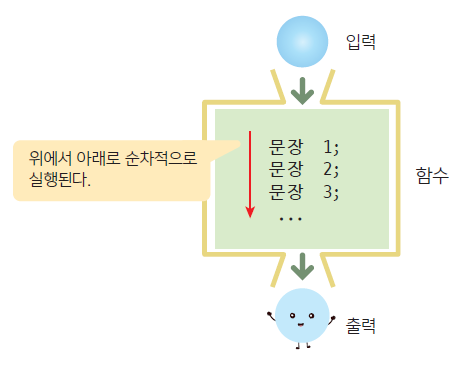 입력
위에서 아래로 순차적으로
실행된다.
문장 1;
문장 2;
문장 3;
...
함수
출력